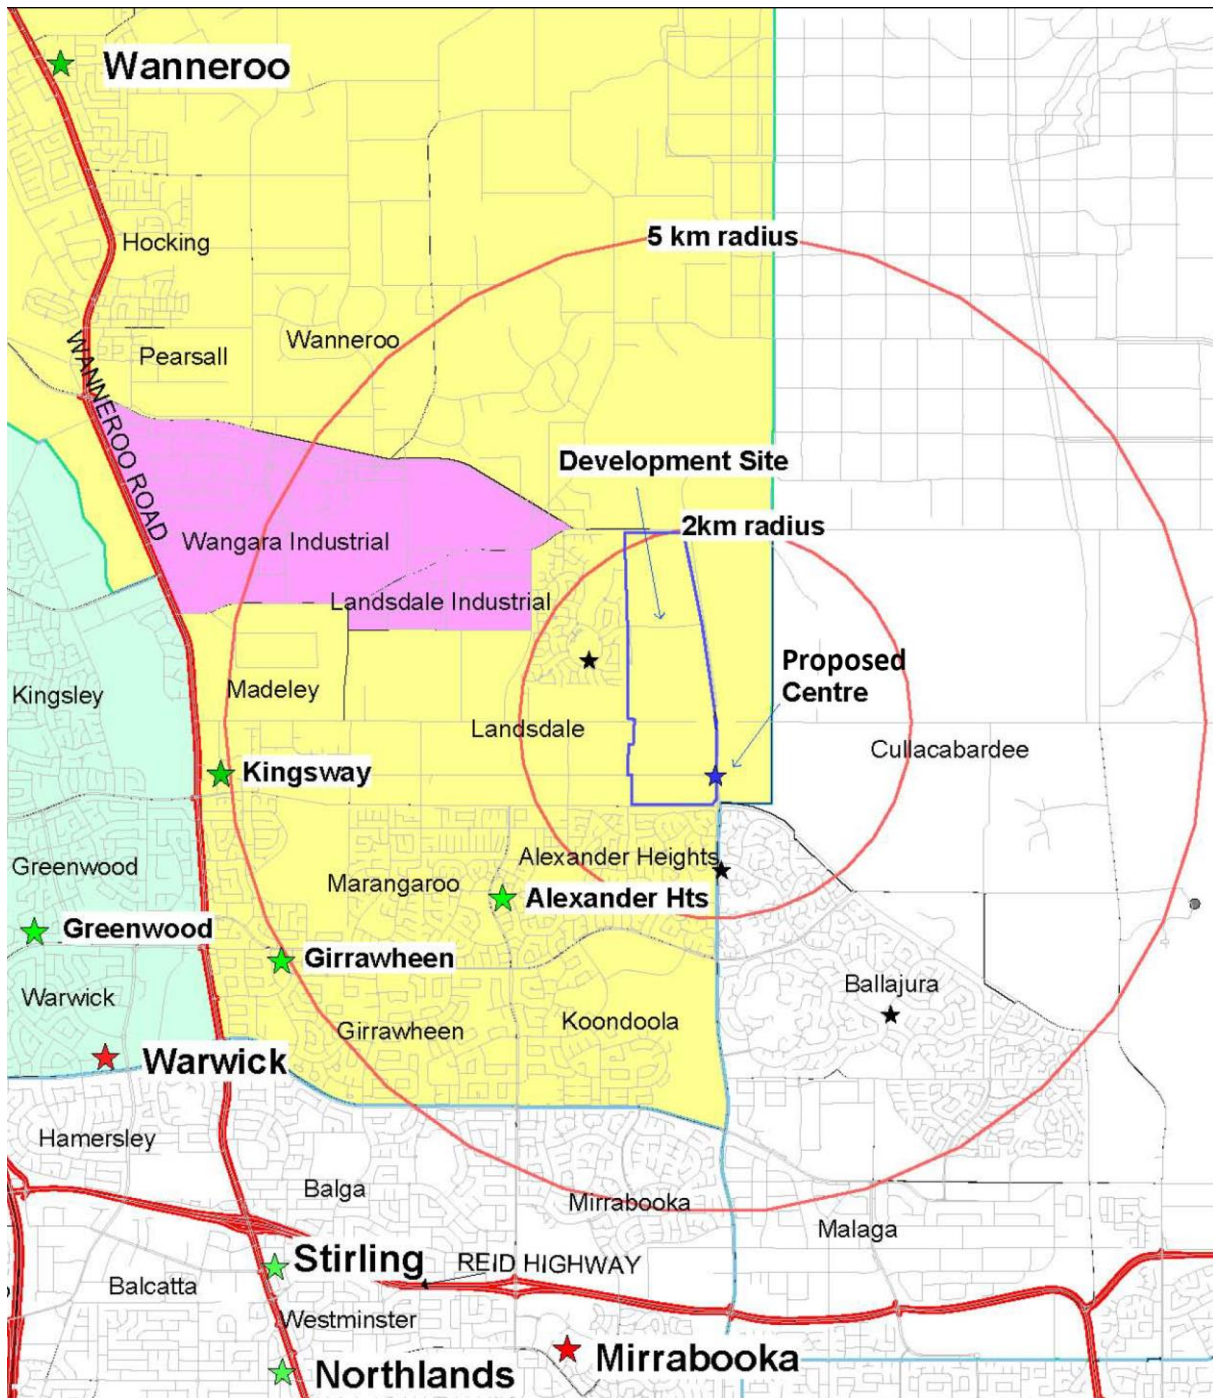 Wanneroo
5 km radius
Hocking
Wanneroo
Pearsall
WANNEROO ROAD
Development Site
2km radius
Wangara Industrial
Landsdale Industrial
Proposed
Centre
Kingsley
Madeley
Landsdale
Cullacabardee
Kingsway
Alexander Heights
Greenwood
Marangaroo
Alexander Hts
Greenwood
Girrawheen
Ballajura
Warwick
Koondoola
Girrawheen
Warwick
Hamersley
Balga
Mirrabooka
Malaga
Stirling
REID HIGHWAY
Balcatta
Westminster
Mirrabooka
Northlands